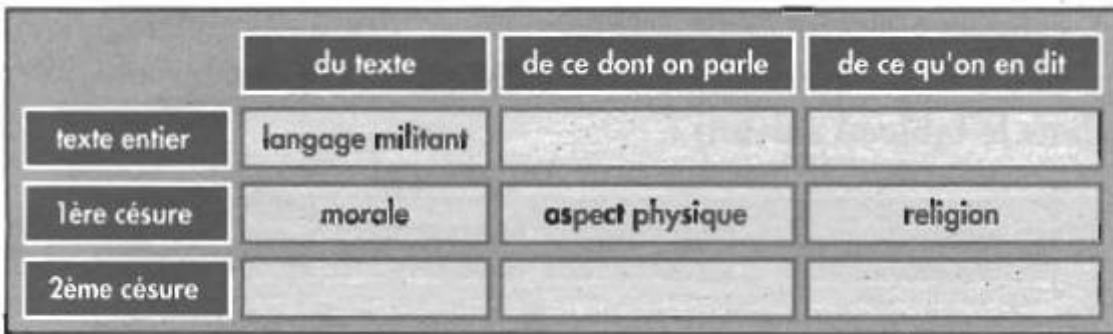 du texte de ce dont on parle de ce qu'on en dit
texte entier langage militant
1ère césure morale aspect physique religion
2ème césure